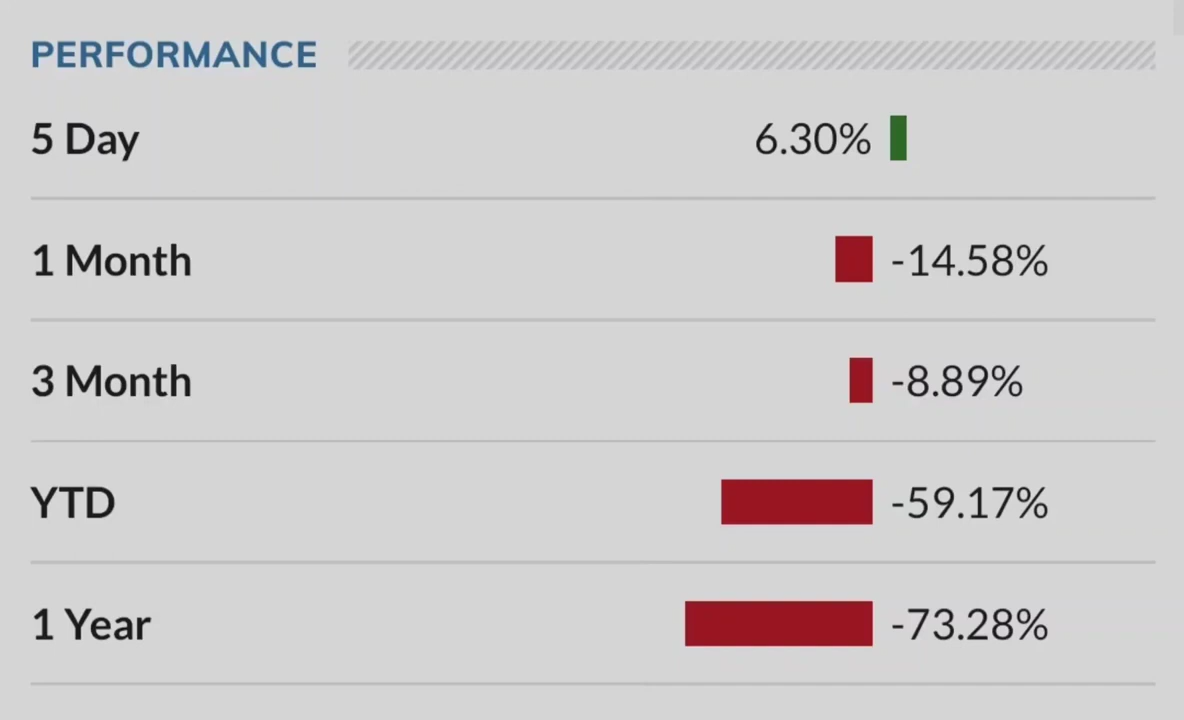 PERFORMANCE
5 Day 6.30%
1 Month -14.58%
3 Month -8.89%
YTD -59.17%
1 Year -73.28%